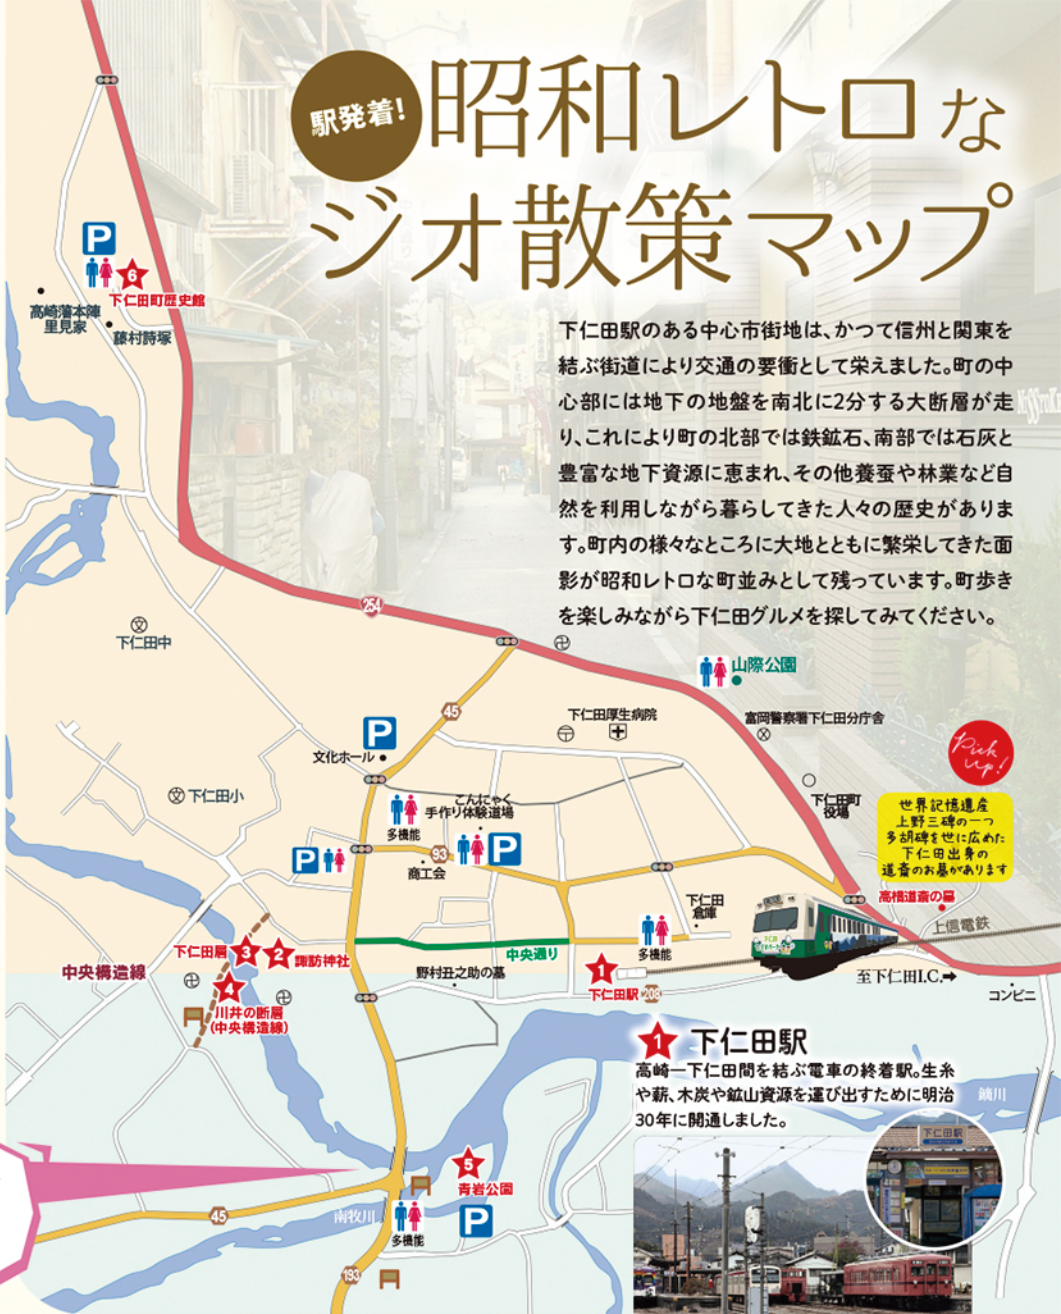 駅発着!
昭和レトロな
ジオ散策マップ
下仁田駅のある中心市街地は、かつて信州と関東を
結ぶ街道により交通の要衝として栄えました。町の中
心部には地下の地盤を南北に2分する大断層が走
り、これにより町の北部では鉄鉱石、南部では石灰と
豊富な地下資源に恵まれ、その他養蚕や林業など自
然を利用しながら暮らしてきた人々の歴史がありま
す。町内の様々なところに大地とともに繁栄してきた面
影が昭和レトロな町並みとして残っています。町歩き
を楽しみながら下仁田グルメを探してみてください。
P
6
下仁田町歴史館
高崎藩本陣
里見家
藤村詩塚
254
文
下仁田中
山際公園
45
下仁田厚生病院
富岡警察署下仁田分庁舎
P
文化ホール
Pick
up!
文
下仁田小
下仁田町
役場
世界記憶遺産
上野三碑の一つ
多胡碑を世に広めた
下仁田出身の
道斎のお墓があります
多機能
こんにゃく
手作り体験道場
P
93
P
商工会
高橋道斎の墓
下仁田
倉庫
上信電鉄
下仁田層
3
2
諏訪神社
中央通り
多機能
中央構造線
野村丑之助の墓
1
下仁田駅
208
至下仁田I.C.➡
コンビニ
4
川井の断層
(中央構造線)
1
下仁田駅
高崎―下仁田間を結ぶ電車の終着駅。生糸
や薪、木炭や鉱山資源を運び出すために明治
30年に開通しました。
鏑川
下仁田駅
5
青岩公園
P
45
南牧川
多機能
193